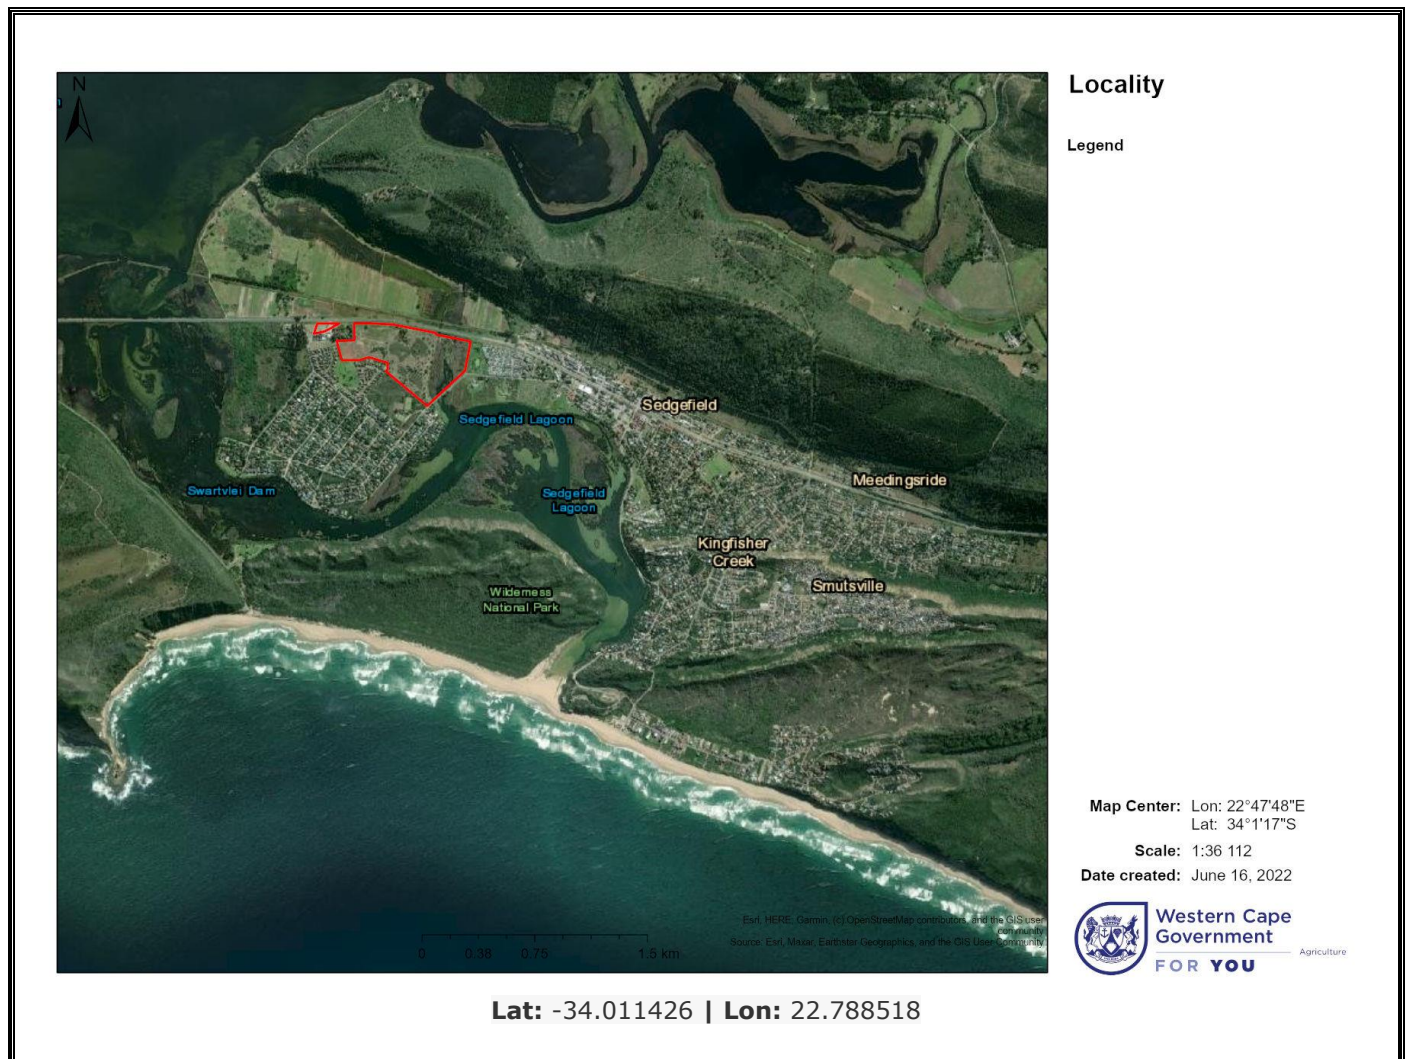 N
Locality
Legend
Sedgefield
Sedgefield Lagoon
Meedingsride
Swartvlei Dam
Sedgefield
Lagoon
Kingfisher
Creek
Smutsville
Wilderness
National Park
Map Center: Lon: 22°47'48"E
Lat: 34°1'17"S
Scale: 1:36 112
Date created: June 16, 2022
Esri, HERE, Garmin, (c) OpenStreetMap contributors, and the GIS user
community
Source: Esri, Maxar, Earthstar Geographics, and the GIS User Community
0 0.38 0.75 1.5 km
Western Cape
Government
Agriculture
FOR YOU
Lat: -34.011426 | Lon: 22.788518